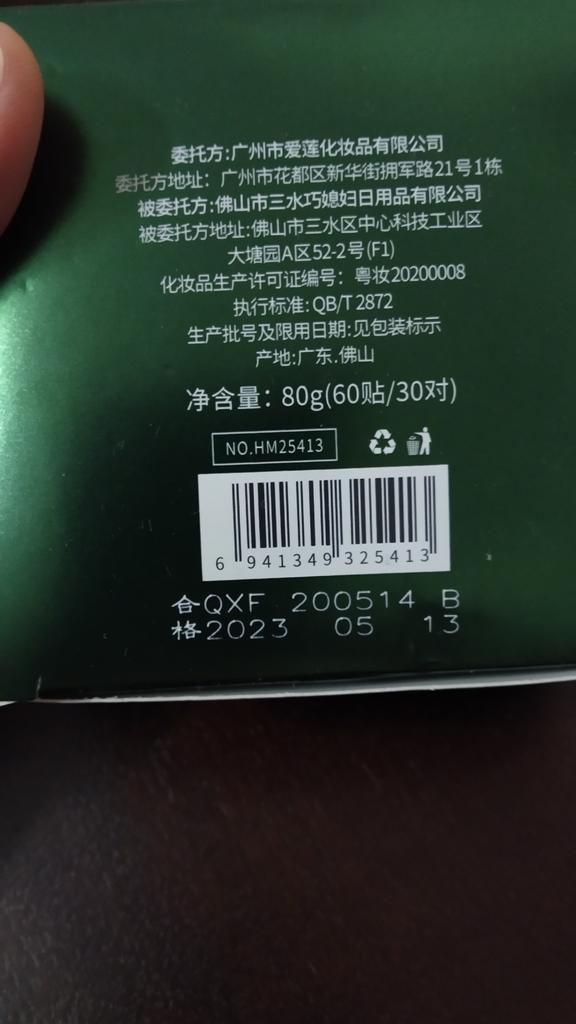 委托方:广州市爱莲化妆品有限公司
委托方地址：广州市花都区新华街拥军路21号1栋
被委托方:佛山市三水巧媳妇日用品有限公司
被委托方地址:佛山市三水区中心科技工业区
大塘园A区52-2号(F1)
化妆品生产许可证编号：粤妆20200008
执行标准:QB/T 2872
生产批号及限用日期:见包装标示
产地:广东.佛山
净含量：80g(60贴/30对)
NO.HM25413
6 941349 325413
合QXF 200514 B
格2023 05 13